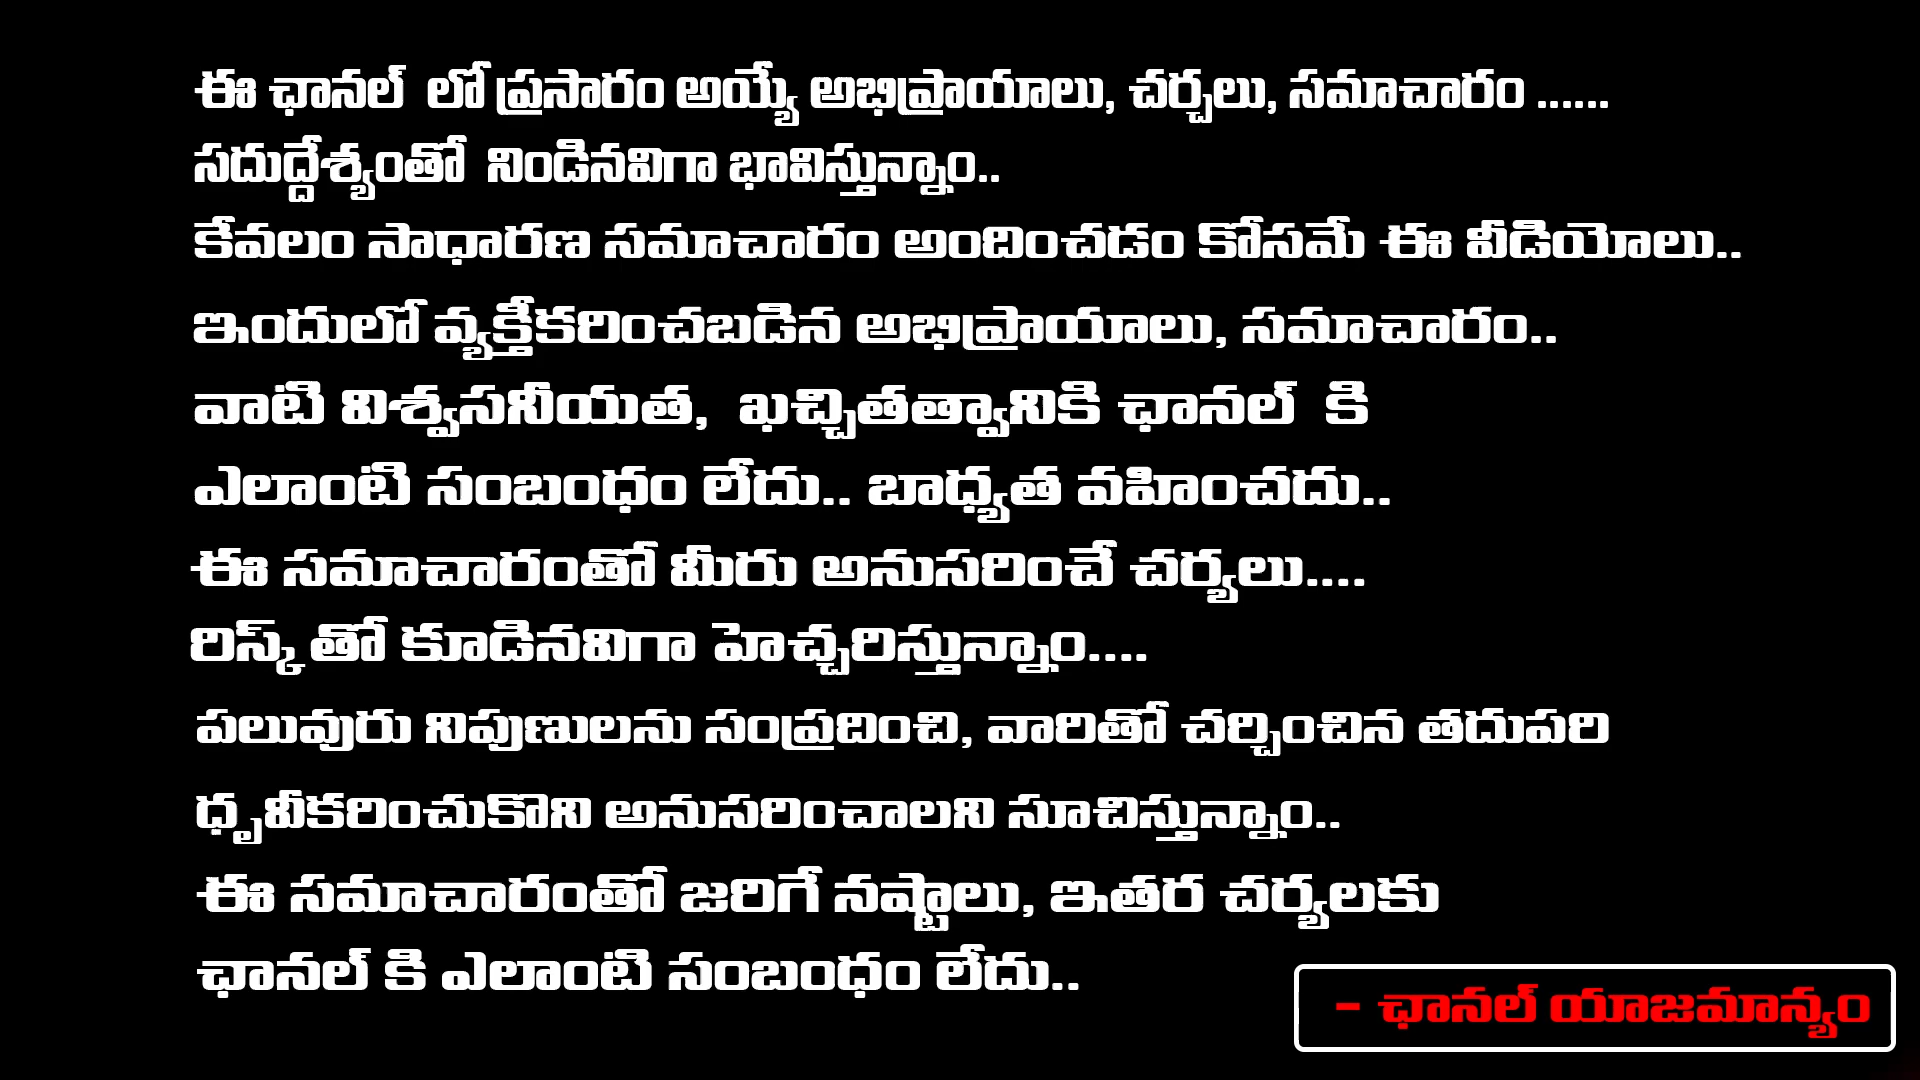 ఈ ఛానల్ లో ప్రసారం అయ్యే అభిప్రాయాలు, చర్చలు, సమాచారం ......
సదుద్దేశ్యంతో నిండినవిగా భావిస్తున్నాం..
కేవలం సాధారణ సమాచారం అందించడం కోసమే ఈ వీడియోలు..
ఇందులో వ్యక్తీకరించబడిన అభిప్రాయాలు, సమాచారం..
వాటి విశ్వసనీయత, ఖచ్చితత్వానికి ఛానల్ కి
ఎలాంటి సంబంధం లేదు.. బాధ్యత వహించదు..
ఈ సమాచారంతో మీరు అనుసరించే చర్యలు....
రిస్క్ తో కూడినవిగా హెచ్చరిస్తున్నాం....
పలువురు నిపుణులను సంప్రదించి, వారితో చర్చించిన తదుపరి
ధృవీకరించుకొని అనుసరించాలని సూచిస్తున్నాం..
ఈ సమాచారంతో జరిగే నష్టాలు, ఇతర చర్యలకు
ఛానల్ కి ఎలాంటి సంబంధం లేదు..
- ఛానల్ యాజమాన్యం